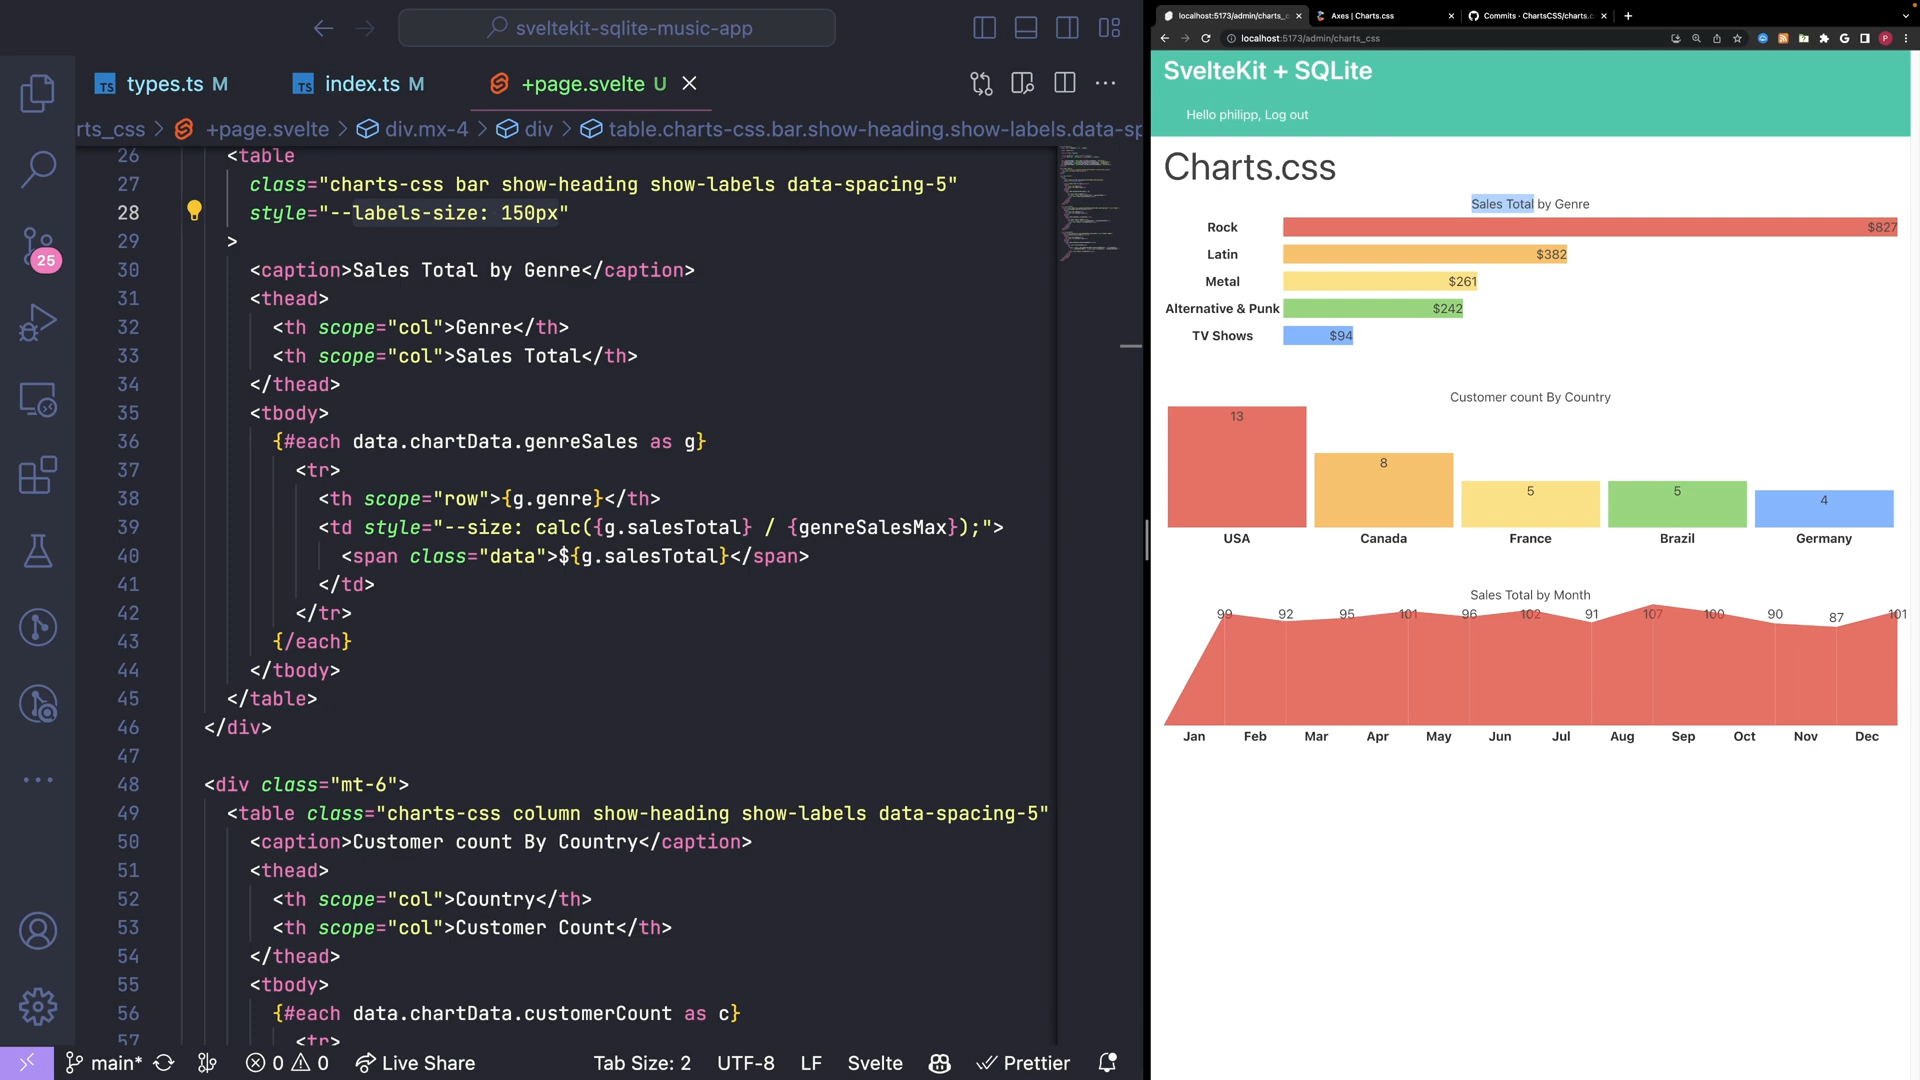 sveltekit-sqlite-music-app
types.ts M
index.ts M
+page.svelte U
rts_css > +page.svelte > div.mx-4 > div > table.charts-css.bar.show-heading.show-labels.data-sp
26 <table
27 class="charts-css bar show-heading show-labels data-spacing-5"
28 style="--labels-size: 150px"
29 >
30 <caption>Sales Total by Genre</caption>
31 <thead>
32 <th scope="col">Genre</th>
33 <th scope="col">Sales Total</th>
34 </thead>
35 <tbody>
36 {#each data.chartData.genreSales as g}
37 <tr>
38 <th scope="row">{g.genre}</th>
39 <td style="--size: calc({g.salesTotal} / {genreSalesMax});">
40 <span class="data">${g.salesTotal}</span>
41 </td>
42 </tr>
43 {/each}
44 </tbody>
45 </table>
46 </div>
47
48 <div class="mt-6">
49 <table class="charts-css column show-heading show-labels data-spacing-5"
50 <caption>Customer count By Country</caption>
51 <thead>
52 <th scope="col">Country</th>
53 <th scope="col">Customer Count</th>
54 </thead>
55 <tbody>
56 {#each data.chartData.customerCount as c}
57 <tr>
25
main* 0 0 Live Share Tab Size: 2 UTF-8 LF Svelte Prettier
localhost:5173/admin/charts_c
Axes | Charts.css
Commits · ChartsCSS/charts.c
localhost:5173/admin/charts_css
SvelteKit + SQLite
Hello philipp, Log out
Charts.css
Sales Total by Genre
Rock $827
Latin $382
Metal $261
Alternative & Punk $242
TV Shows $94
Customer count By Country
13 8 5 5 4
USA Canada France Brazil Germany
Sales Total by Month
99 92 95 101 96 102 91 107 100 90 87 101
Jan Feb Mar Apr May Jun Jul Aug Sep Oct Nov Dec